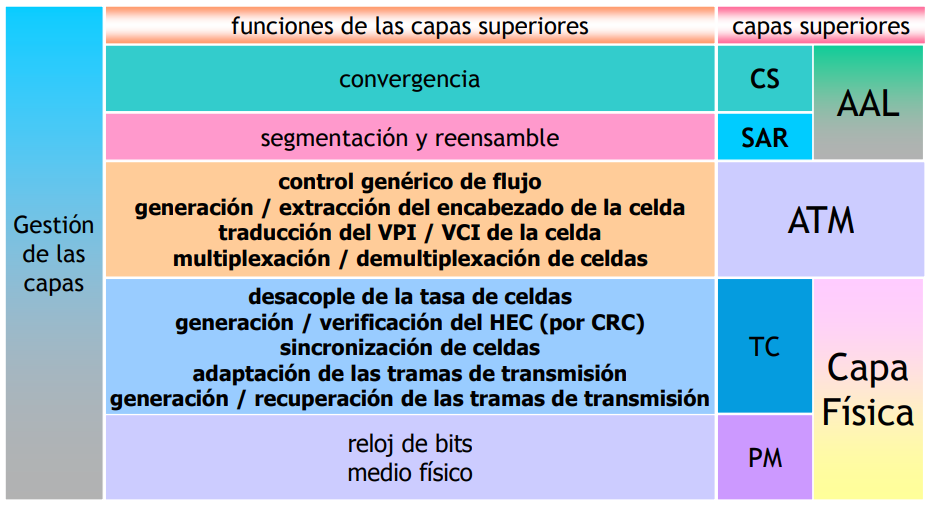 funciones de las capas superiores
capas superiores
Gestión
de las
capas
convergencia
CS
AAL
segmentación y reensamble
SAR
control genérico de flujo
generación / extracción del encabezado de la celda
traducción del VPI / VCI de la celda
multiplexación / demultiplexación de celdas
ATM
desacople de la tasa de celdas
generación / verificación del HEC (por CRC)
sincronización de celdas
adaptación de las tramas de transmisión
generación / recuperación de las tramas de transmisión
TC
Capa
Física
reloj de bits
medio físico
PM